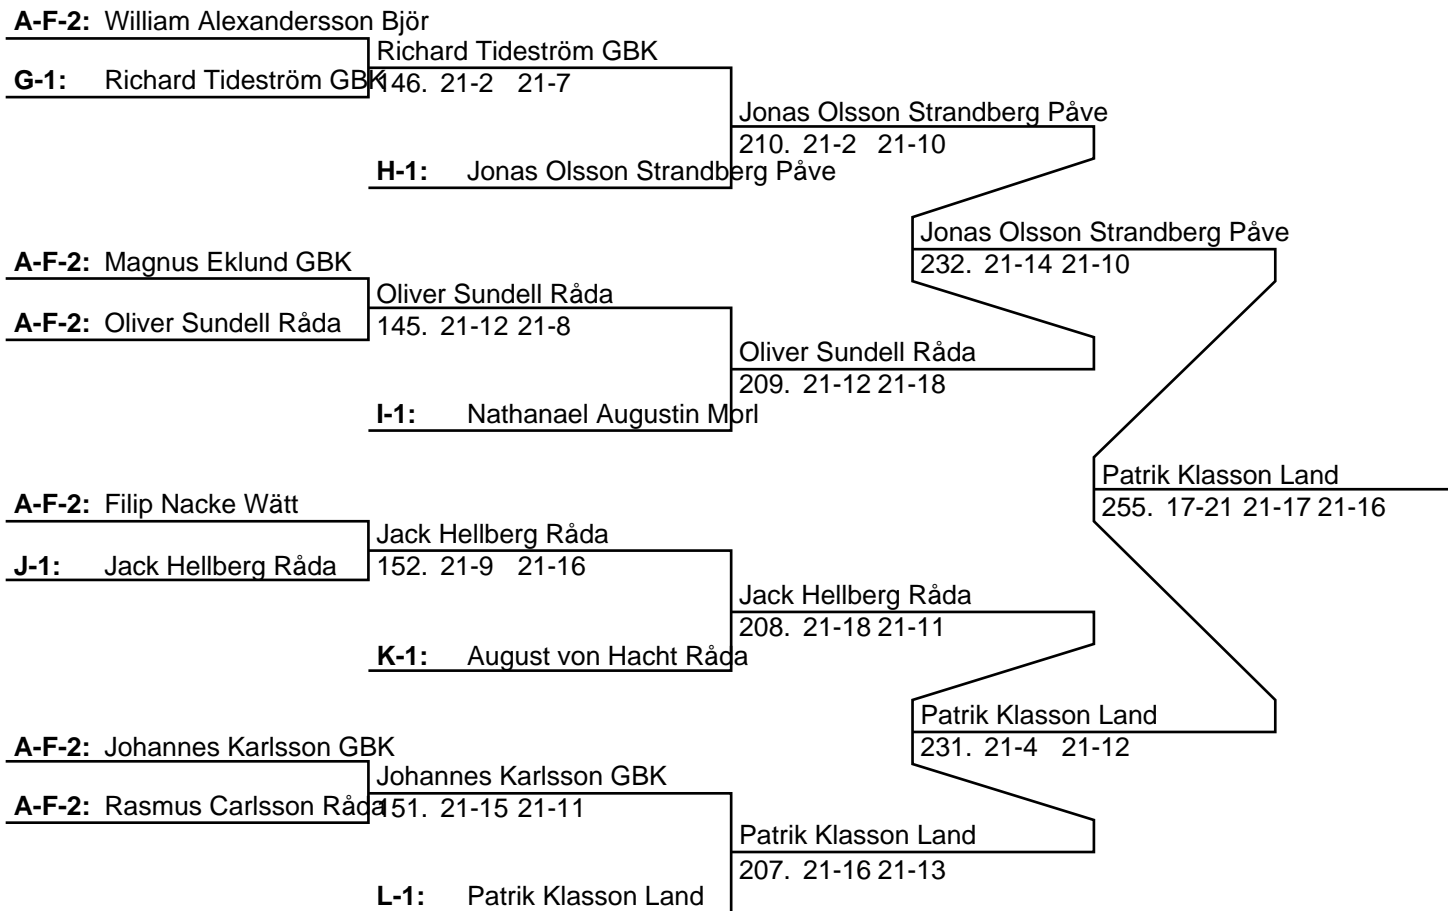 A-F-2: William Alexandersson Björ
Richard Tideström GBK
G-1: Richard Tideström GBK
146. 21-2 21-7
Jonas Olsson Strandberg Påve
210. 21-2 21-10
H-1: Jonas Olsson Strandberg Påve
Jonas Olsson Strandberg Påve
232. 21-14 21-10
A-F-2: Magnus Eklund GBK
Oliver Sundell Råda
A-F-2: Oliver Sundell Råda
145. 21-12 21-8
Oliver Sundell Råda
209. 21-12 21-18
I-1: Nathanael Augustin Morl
Patrik Klasson Land
255. 17-21 21-17 21-16
A-F-2: Filip Nacke Wätt
Jack Hellberg Råda
J-1: Jack Hellberg Råda
152. 21-9 21-16
Jack Hellberg Råda
208. 21-18 21-11
K-1: August von Hacht Råda
Patrik Klasson Land
231. 21-4 21-12
A-F-2: Johannes Karlsson GBK
Johannes Karlsson GBK
A-F-2: Rasmus Carlsson Råda
151. 21-15 21-11
Patrik Klasson Land
207. 21-16 21-13
L-1: Patrik Klasson Land